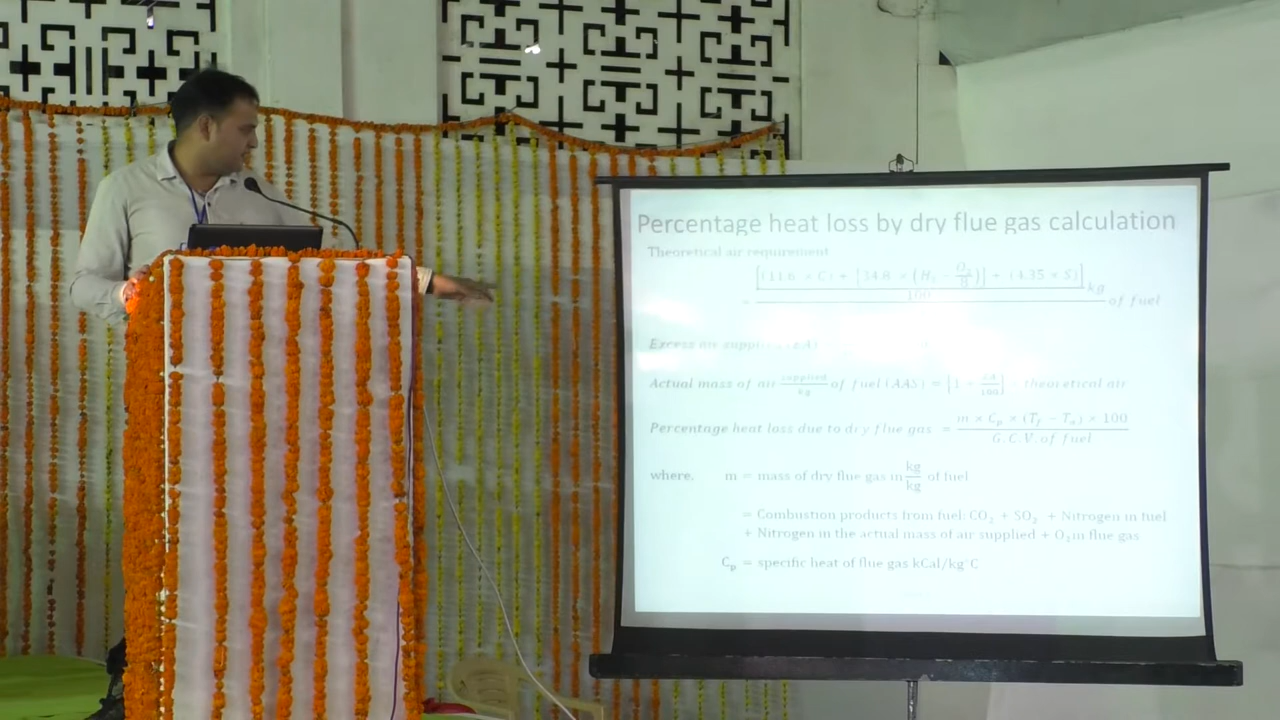 Percentage heat loss by dry flue gas calculation
Theoretical air requirement
= [(11.6 × C) + [34.8 × (H₂ − O₂/8)] + (4.35 × S)] / 100 kg of fuel
Excess air
Actual mass of air supplied/kg of fuel (AAS) = [1 + EA/100] theoretical air
Percentage heat loss due to dry flue gas = m × Cₚ × (T_f − Tₐ) × 100 / G.C.V. of fuel
where, m = mass of dry flue gas in kg/kg of fuel
= Combustion products from fuel: CO₂ + SO₂ + Nitrogen in fuel
+ Nitrogen in the actual mass of air supplied + O₂ in flue gas
Cₚ = specific heat of flue gas kCal/kg°C